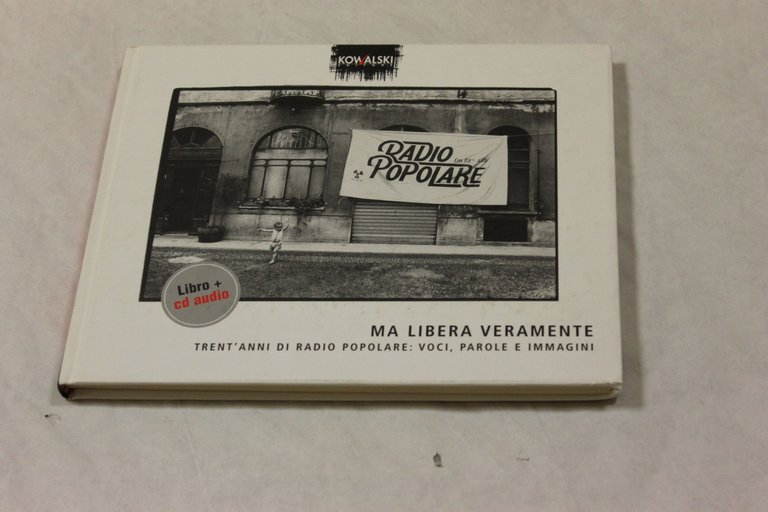 KOWALSKI
RADIO
POPOLARE
Libro +
cd audio
MA LIBERA VERAMENTE
TRENT'ANNI DI RADIO POPOLARE: VOCI, PAROLE E IMMAGINI